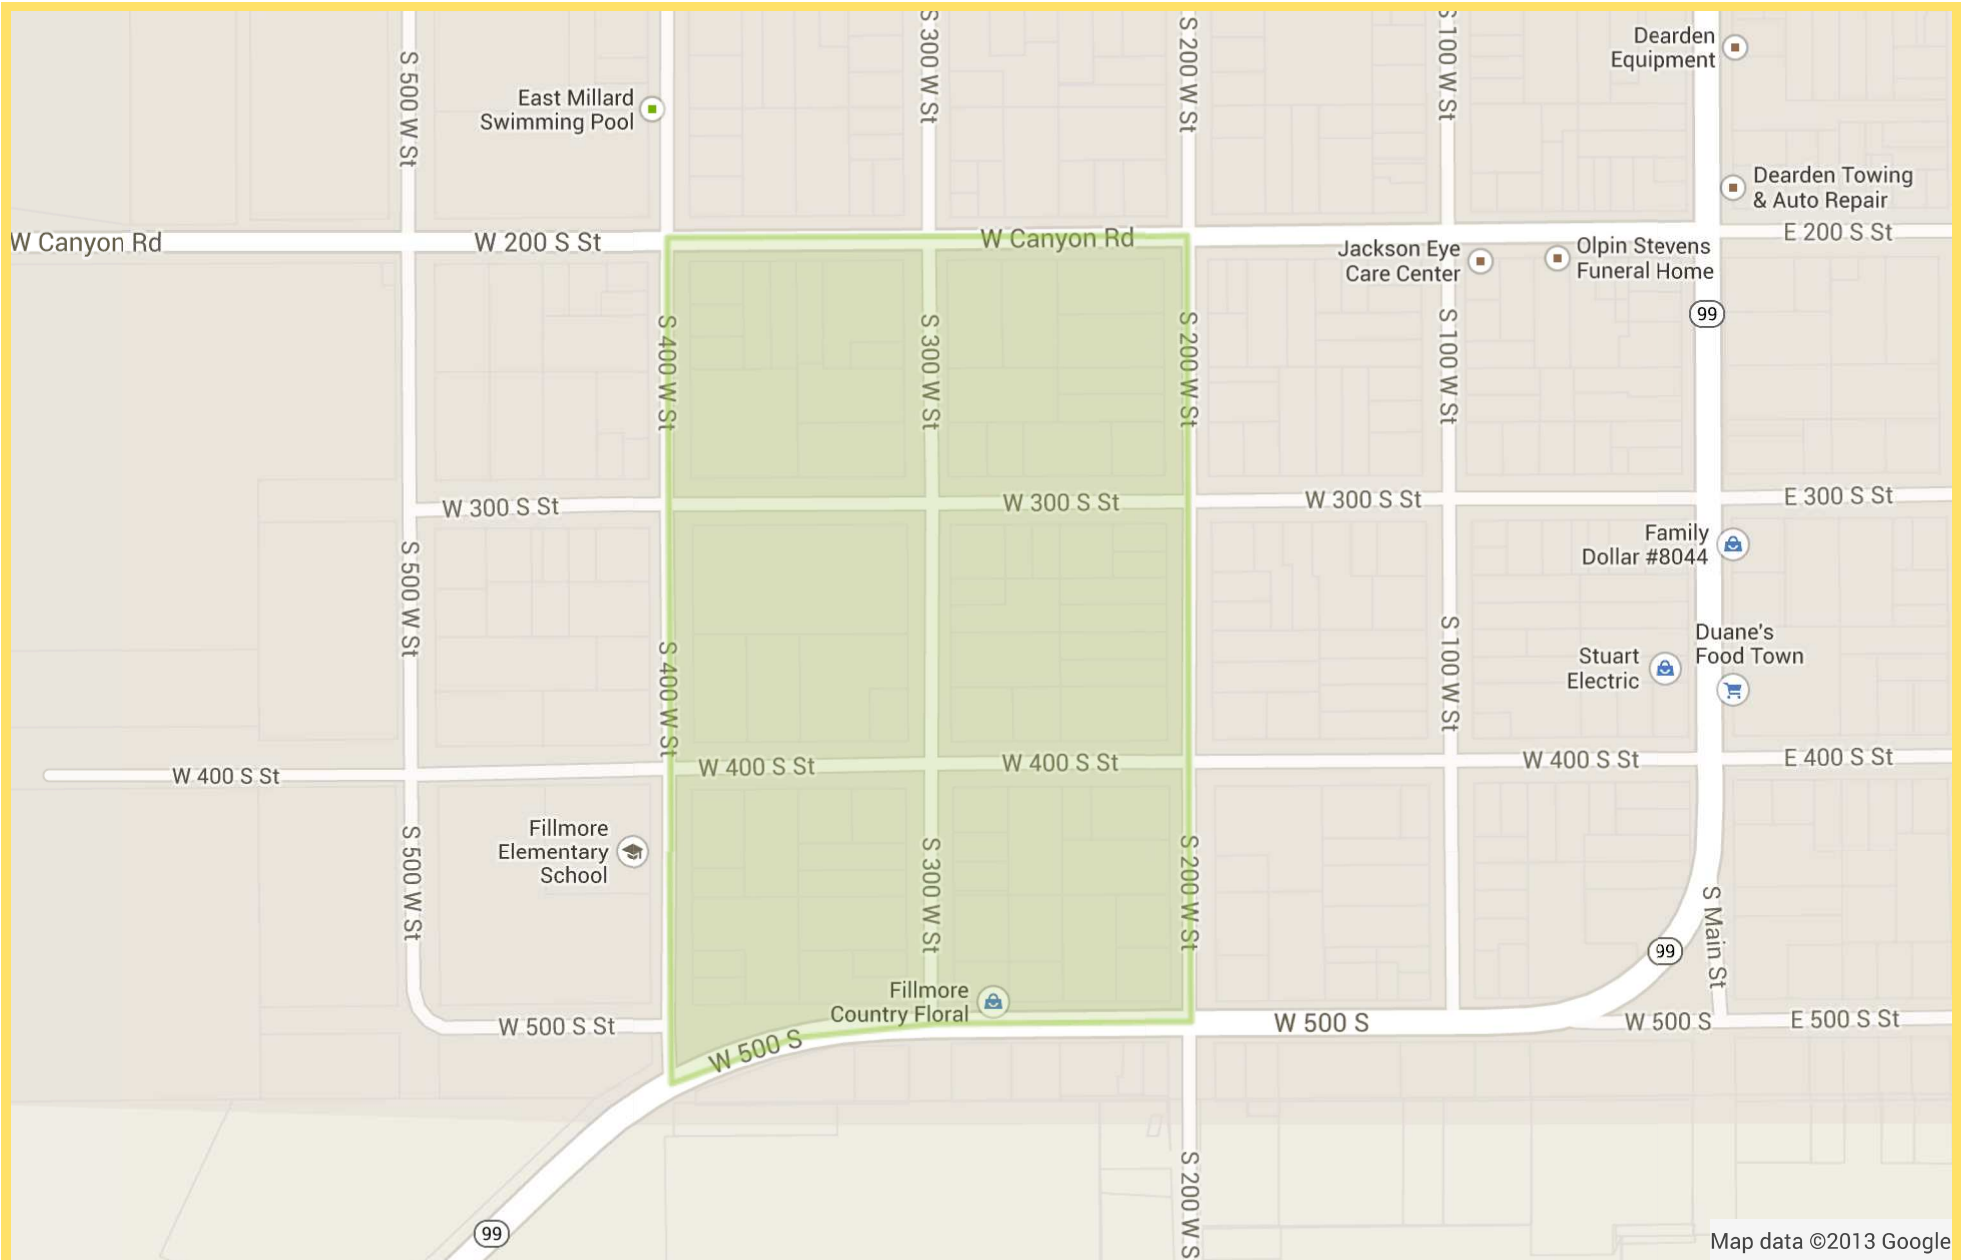 S 500 W St
East Millard
Swimming Pool
S 300 W St
S 200 W St
S 100 W St
Dearden
Equipment
Dearden Towing
& Auto Repair
W Canyon Rd
W 200 S St
W Canyon Rd
Jackson Eye
Care Center
Olpin Stevens
Funeral Home
E 200 S St
99
S 400 W St
S 300 W St
S 200 W St
S 100 W St
W 300 S St
W 300 S St
W 300 S St
E 300 S St
Family
Dollar #8044
S 500 W St
S 400 W St
S 100 W St
Stuart
Electric
Duane's
Food Town
W 400 S St
W 400 S St
W 400 S St
W 400 S St
E 400 S St
Fillmore
Elementary
School
S 500 W St
S 300 W St
S 200 W St
S Main St
99
Fillmore
Country Floral
W 500 S St
W 500 S
W 500 S
W 500 S
E 500 S St
S 200 W S
99
Map data ©2013 Google